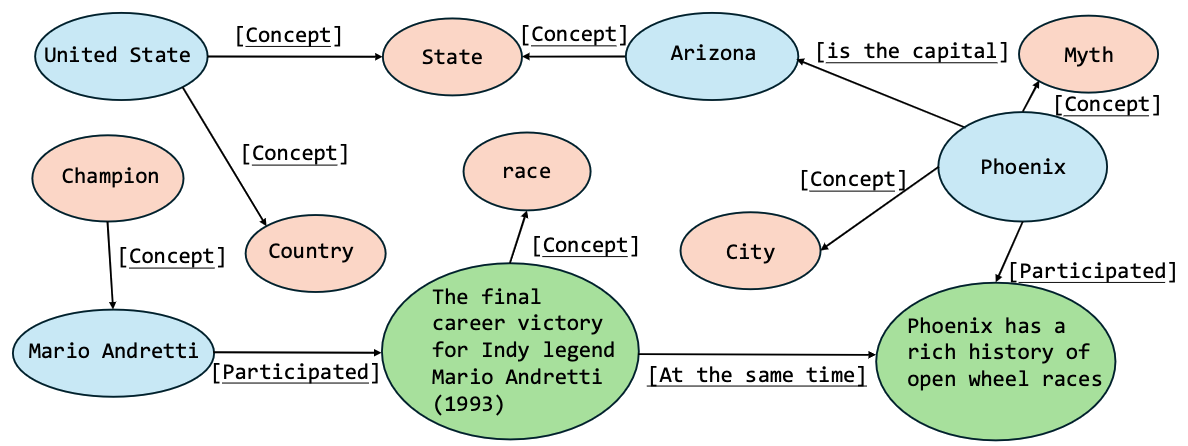 United State
[Concept]
State
[Concept]
Arizona
[is the capital]
Myth
[Concept]
Champion
[Concept]
race
[Concept]
Phoenix
[Concept]
Country
[Concept]
City
[Participated]
Mario Andretti
[Participated]
The final
career victory
for Indy legend
Mario Andretti
(1993)
[At the same time]
Phoenix has a
rich history of
open wheel races